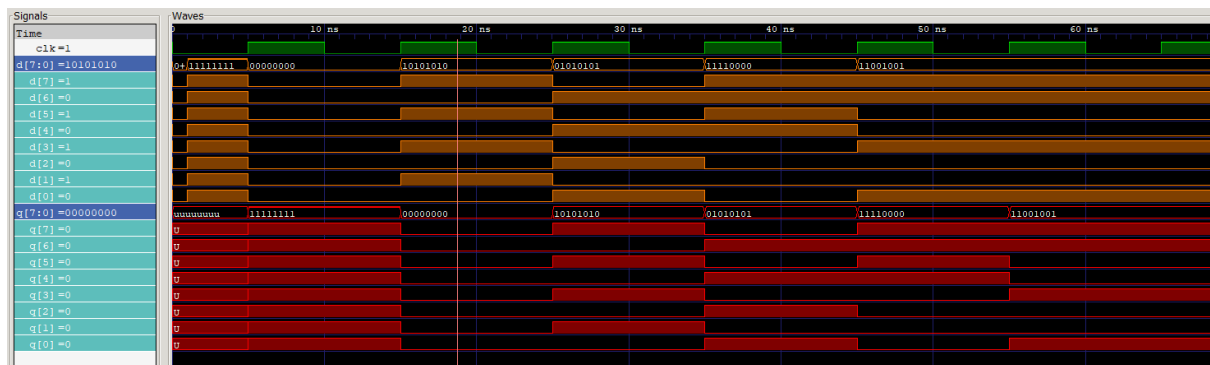 Signals
Waves
Time
10 ns 20 ns 30 ns 40 ns 50 ns 60 ns
clk=1
d[7:0]=10101010 0+ 11111111 00000000 10101010 01010101 11110000 11001001
d[7]=1
d[6]=0
d[5]=1
d[4]=0
d[3]=1
d[2]=0
d[1]=1
d[0]=0
q[7:0]=00000000 uuuuuuuu 11111111 00000000 10101010 01010101 11110000 11001001
q[7]=0 U
q[6]=0 U
q[5]=0 U
q[4]=0 U
q[3]=0 U
q[2]=0 U
q[1]=0 U
q[0]=0 U